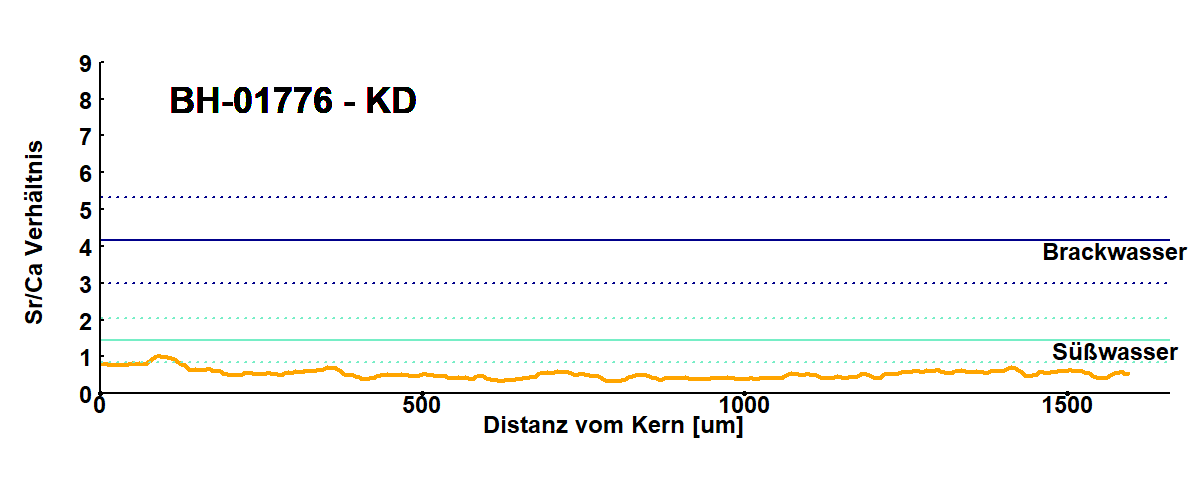 BH-01776 - KD
Sr/Ca Verhältnis
9
8
7
6
5
4
3
2
1
0
Brackwasser
Süßwasser
0 500 1000 1500
Distanz vom Kern [um]